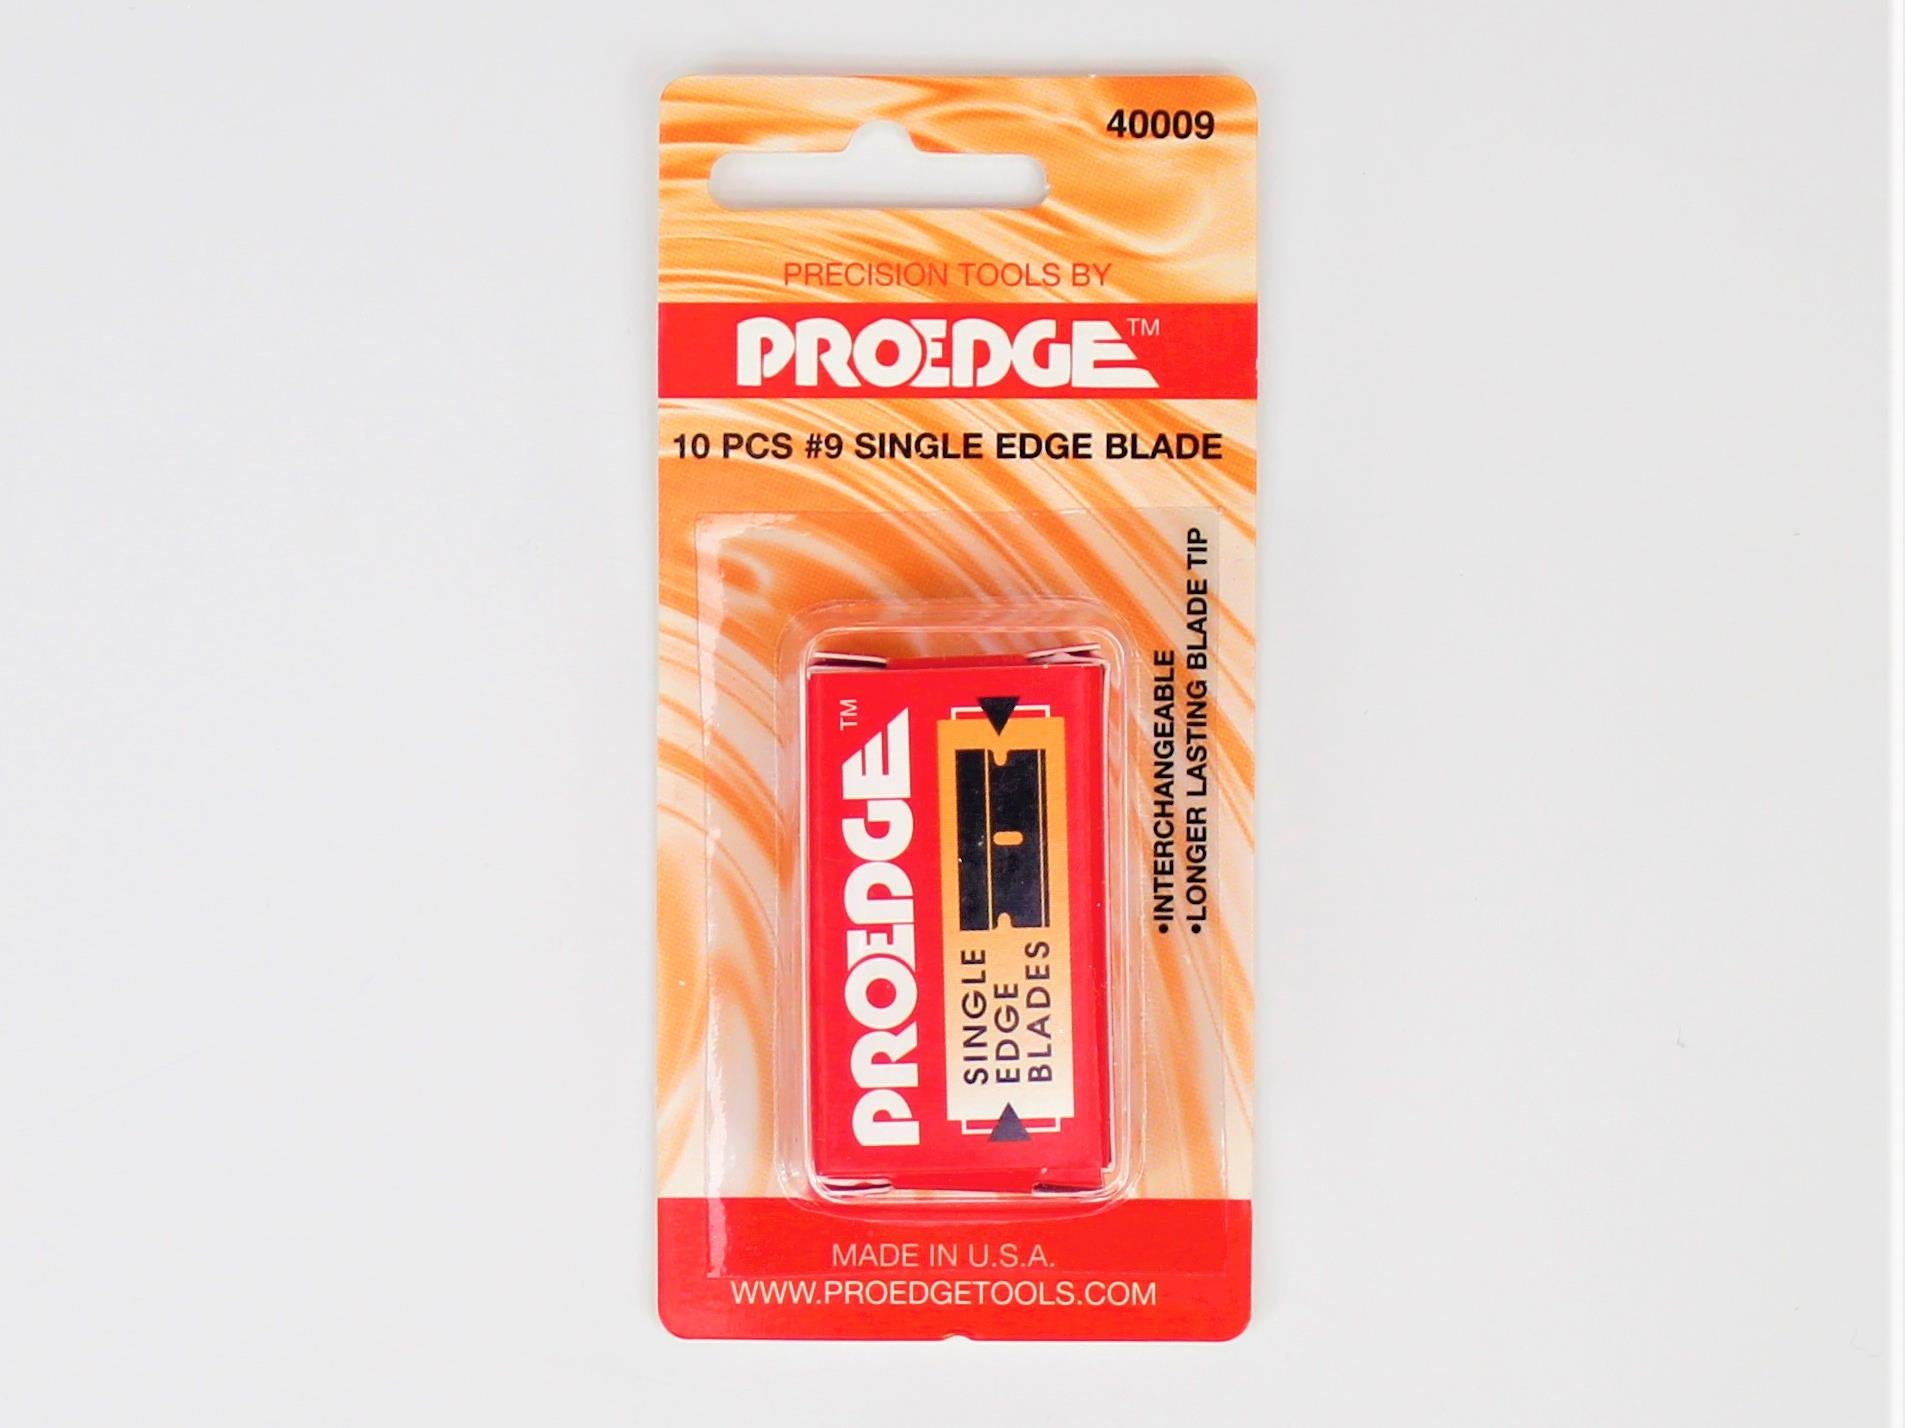 40009
PRECISION TOOLS BY
PROEDGE™
10 PCS #9 SINGLE EDGE BLADE
•INTERCHANGEABLE
•LONGER LASTING BLADE TIP
PROEDGE™
SINGLE
EDGE
BLADES
MADE IN U.S.A.
WWW.PROEDGETOOLS.COM